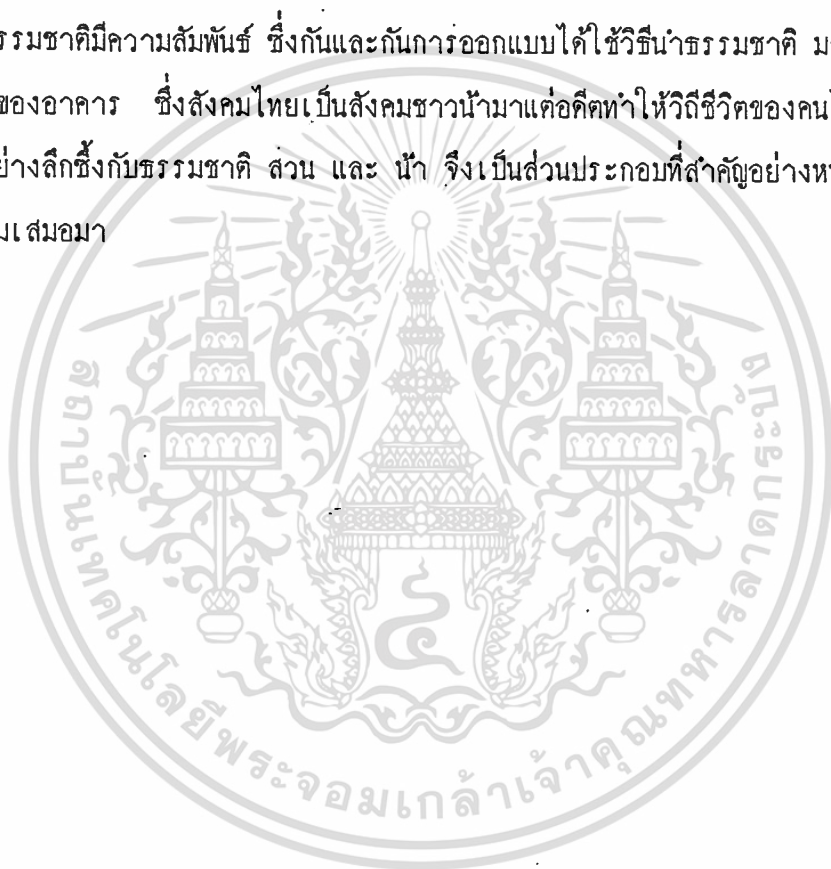 รรมชาติมีความสัมพันธ์ ซึ่งกันและกันการออกแบบได้ใช้วิธีนำธรรมชาติ ม
ของอาคาร ซึ่งสังคมไทยเป็นสังคมชาวน้ำมาแต่อดีตทำให้วิถีชีวิตของคน
ย่างลึกซึ้งกับธรรมชาติ สวน และ น้ำ จึงเป็นส่วนประกอบที่สำคัญอย่างห
มเสมอมา
สถาบันเทคโนโลยีพระจอมเกล้าเจ้าคุณทหารลาดกระบัง
๔